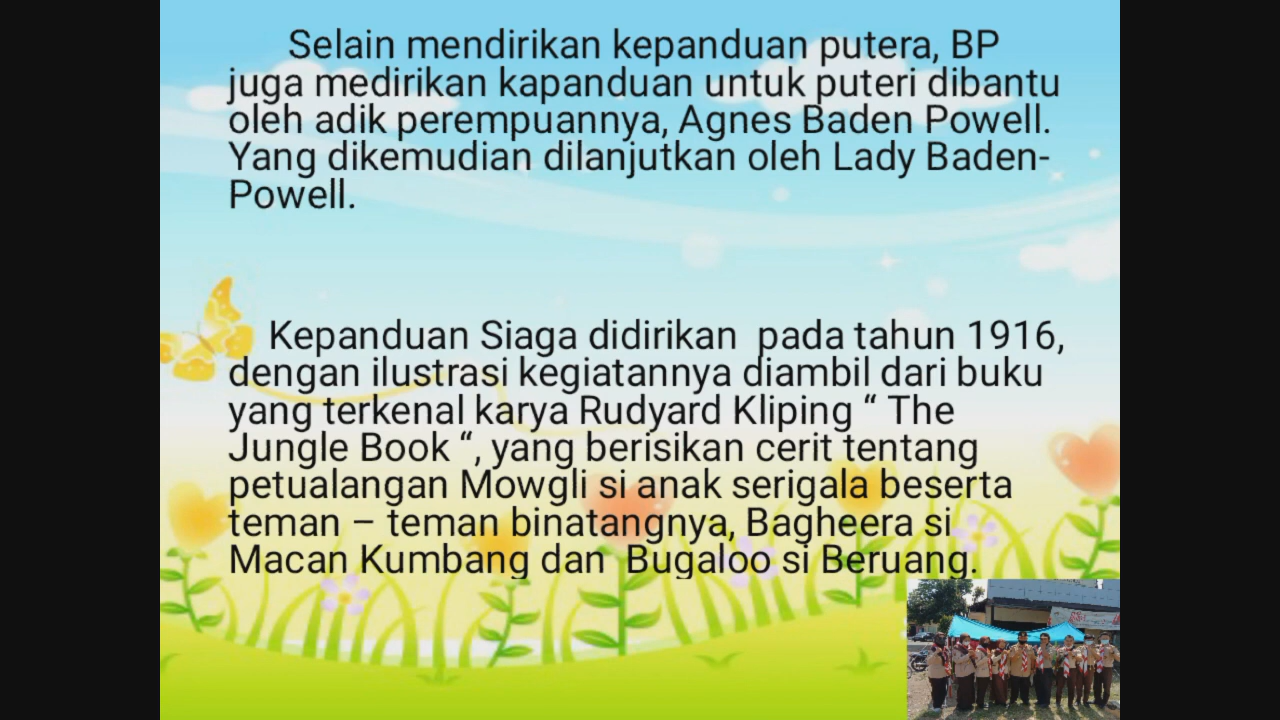 Selain mendirikan kepanduan putera, BP
juga medirikan kapanduan untuk puteri dibantu
oleh adik perempuannya, Agnes Baden Powell.
Yang dikemudian dilanjutkan oleh Lady Baden-
Powell.
Kepanduan Siaga didirikan  pada tahun 1916,
dengan ilustrasi kegiatannya diambil dari buku
yang terkenal karya Rudyard Kliping “ The
Jungle Book “, yang berisikan cerit tentang
petualangan Mowgli si anak serigala beserta
teman – teman binatangnya, Bagheera si
Macan Kumbang dan  Bugaloo si Beruang.